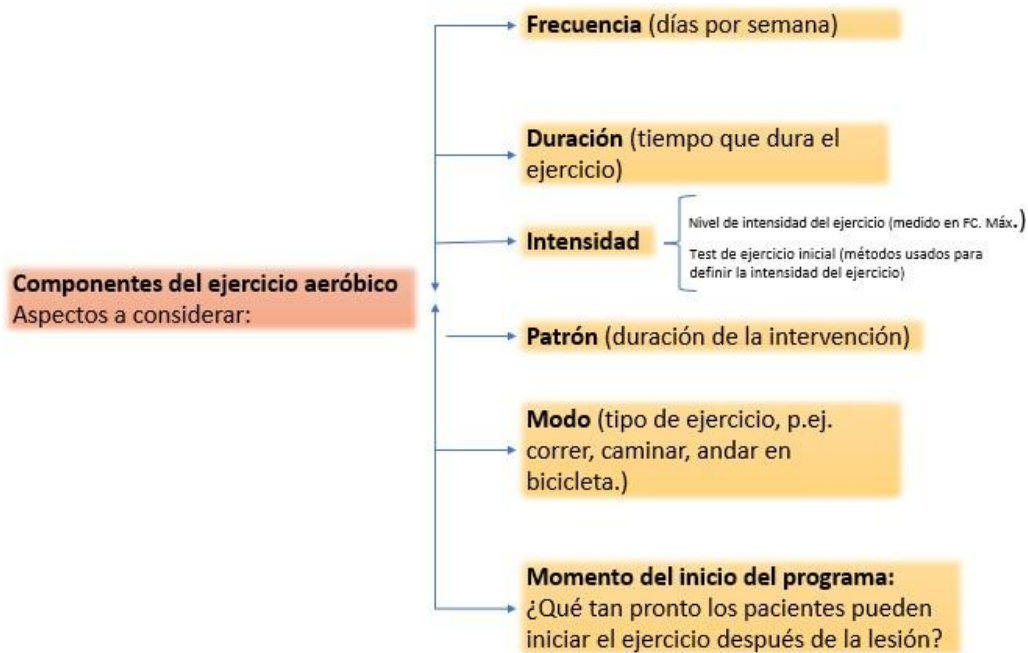 Frecuencia (días por semana)
Duración (tiempo que dura el
ejercicio)
Intensidad
Nivel de intensidad del ejercicio (medido en FC. Máx.)
Test de ejercicio inicial (métodos usados para
definir la intensidad del ejercicio)
Componentes del ejercicio aeróbico
Aspectos a considerar:
Patrón (duración de la intervención)
Modo (tipo de ejercicio, p.ej.
correr, caminar, andar en
bicicleta.)
Momento del inicio del programa:
¿Qué tan pronto los pacientes pueden
iniciar el ejercicio después de la lesión?